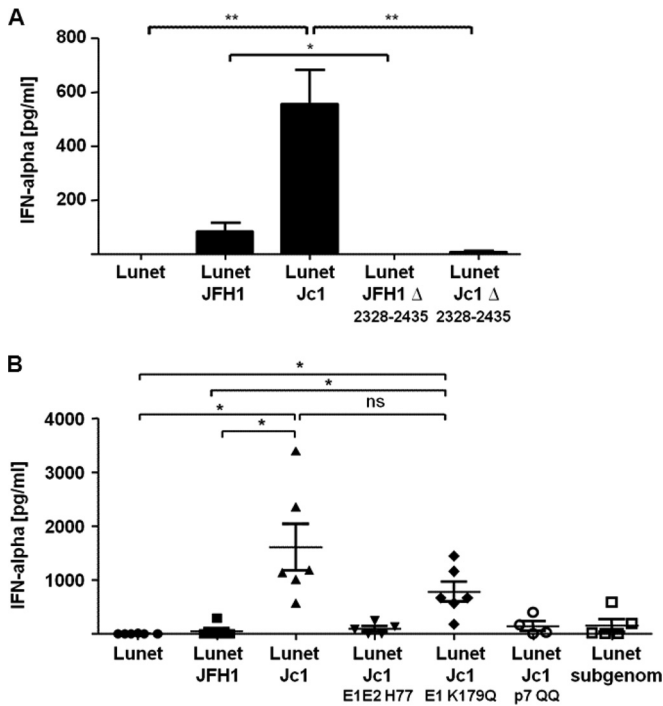 A
**
**
*
IFN-alpha [pg/ml]
800
600
400
200
Lunet
Lunet
JFH1
Lunet
Jc1
Lunet
JFH1 Δ
2328-2435
Lunet
Jc1 Δ
2328-2435
B
*
*
*
ns
*
IFN-alpha [pg/ml]
4000
3000
2000
1000
0
Lunet
Lunet
JFH1
Lunet
Jc1
Lunet
Jc1
E1E2 H77
Lunet
Jc1
E1 K179Q
Lunet
Jc1
p7 QQ
Lunet
subgenom